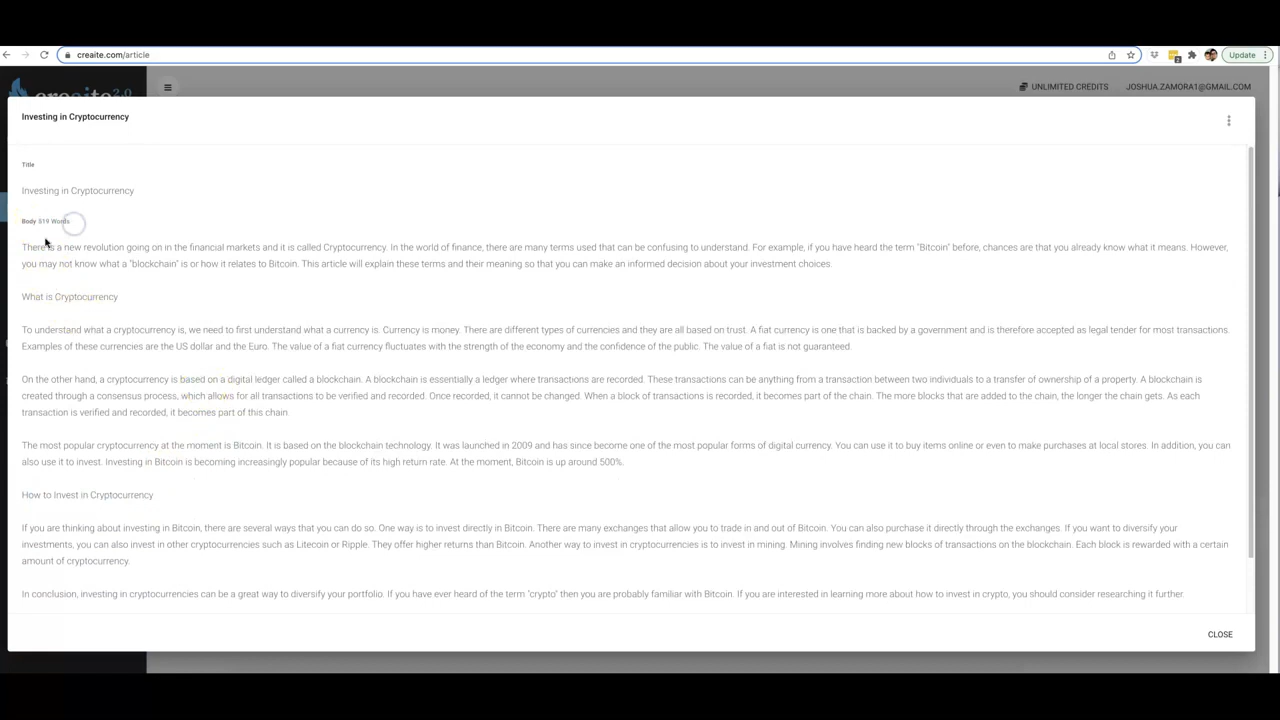 creaite.com/article
2
Update
creaite2.0
UNLIMITED CREDITS
JOSHUA.ZAMORA1@GMAIL.COM
Investing in Cryptocurrency
Title
Investing in Cryptocurrency
Body 519 Words
There is a new revolution going on in the financial markets and it is called Cryptocurrency. In the world of finance, there are many terms used that can be confusing to understand. For example, if you have heard the term "Bitcoin" before, chances are that you already know what it means. However,
you may not know what a "blockchain" is or how it relates to Bitcoin. This article will explain these terms and their meaning so that you can make an informed decision about your investment choices.
What is Cryptocurrency
To understand what a cryptocurrency is, we need to first understand what a currency is. Currency is money. There are different types of currencies and they are all based on trust. A fiat currency is one that is backed by a government and is therefore accepted as legal tender for most transactions.
Examples of these currencies are the US dollar and the Euro. The value of a fiat currency fluctuates with the strength of the economy and the confidence of the public. The value of a fiat is not guaranteed.
On the other hand, a cryptocurrency is based on a digital ledger called a blockchain. A blockchain is essentially a ledger where transactions are recorded. These transactions can be anything from a transaction between two individuals to a transfer of ownership of a property. A blockchain is
created through a consensus process, which allows for all transactions to be verified and recorded. Once recorded, it cannot be changed. When a block of transactions is recorded, it becomes part of the chain. The more blocks that are added to the chain, the longer the chain gets. As each
transaction is verified and recorded, it becomes part of this chain.
The most popular cryptocurrency at the moment is Bitcoin. It is based on the blockchain technology. It was launched in 2009 and has since become one of the most popular forms of digital currency. You can use it to buy items online or even to make purchases at local stores. In addition, you can
also use it to invest. Investing in Bitcoin is becoming increasingly popular because of its high return rate. At the moment, Bitcoin is up around 500%.
How to Invest in Cryptocurrency
If you are thinking about investing in Bitcoin, there are several ways that you can do so. One way is to invest directly in Bitcoin. There are many exchanges that allow you to trade in and out of Bitcoin. You can also purchase it directly through the exchanges. If you want to diversify your
investments, you can also invest in other cryptocurrencies such as Litecoin or Ripple. They offer higher returns than Bitcoin. Another way to invest in cryptocurrencies is to invest in mining. Mining involves finding new blocks of transactions on the blockchain. Each block is rewarded with a certain
amount of cryptocurrency.
In conclusion, investing in cryptocurrencies can be a great way to diversify your portfolio. If you have ever heard of the term "crypto" then you are probably familiar with Bitcoin. If you are interested in learning more about how to invest in crypto, you should consider researching it further.
CLOSE